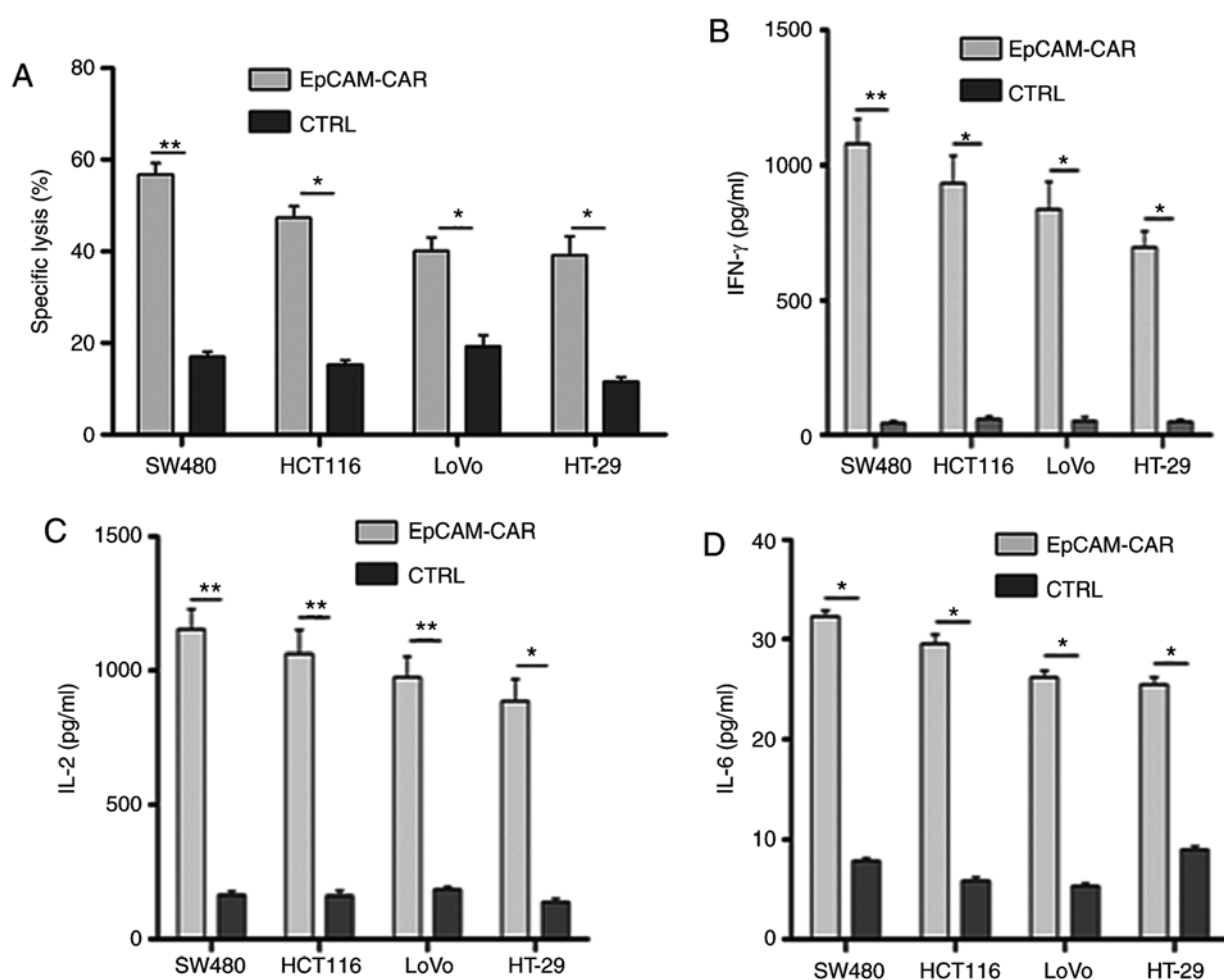 A
EpCAM-CAR
CTRL
Specific lysis (%)
80
60
40
20
0
**
*
*
*
SW480 HCT116 LoVo HT-29
B
EpCAM-CAR
CTRL
IFN-γ (pg/ml)
1500
1000
500
0
**
*
*
*
SW480 HCT116 LoVo HT-29
C
EpCAM-CAR
CTRL
IL-2 (pg/ml)
1500
1000
500
0
**
**
**
*
SW480 HCT116 LoVo HT-29
D
EpCAM-CAR
CTRL
IL-6 (pg/ml)
40
30
20
10
0
*
*
*
*
SW480 HCT116 LoVo HT-29